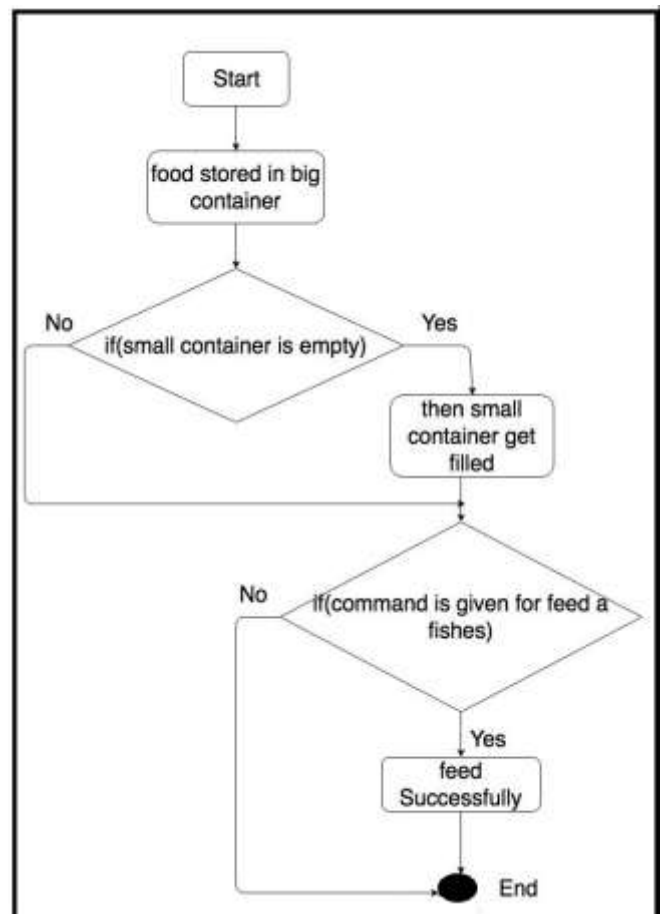 Start
food stored in big
container
No
Yes
if(small container is empty)
then small
container get
filled
No
if(command is given for feed a
fishes)
Yes
feed
Successfully
End